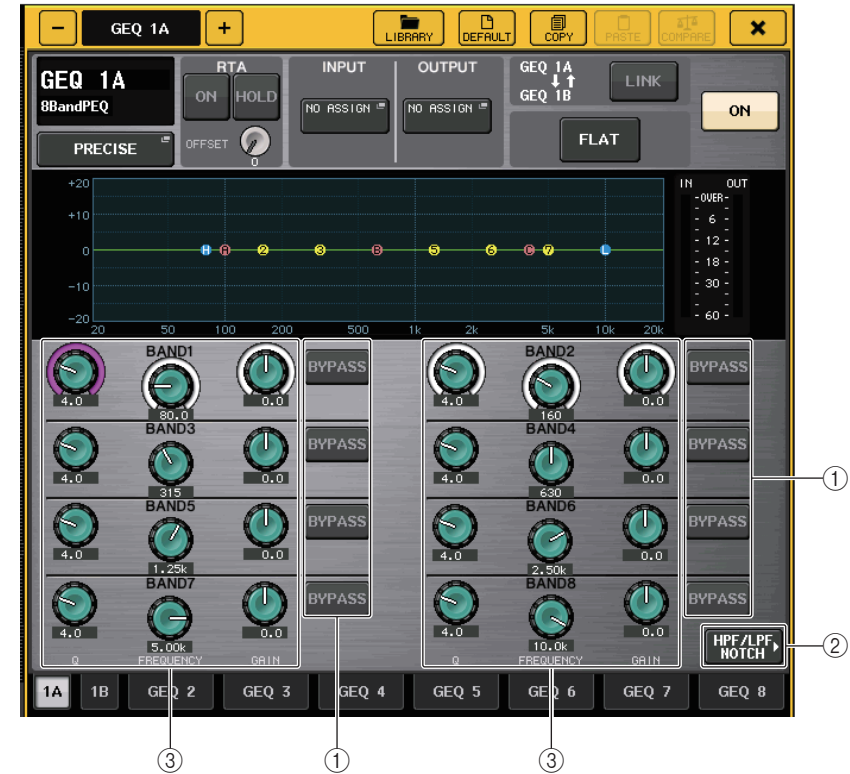 − GEQ 1A + LIBRARY DEFAULT COPY PASTE COMPARE ×
GEQ 1A
8BandPEQ
PRECISE
RTA
ON HOLD
OFFSET
0
INPUT
NO ASSIGN
OUTPUT
NO ASSIGN
GEQ 1A
↓↑
GEQ 1B
LINK
FLAT
ON
+20
+10
0
−10
−20
H A 2 3 B 5 6 C 7 L
20 50 100 200 500 1k 2k 5k 10k 20k
IN OUT
-OVER-
6
12
18
30
60
BAND1
4.0 80.0 0.0
BYPASS
BAND2
4.0 160 0.0
BYPASS
BAND3
4.0 315 0.0
BYPASS
BAND4
4.0 630 0.0
BYPASS
①
BAND5
4.0 1.25k 0.0
BYPASS
BAND6
4.0 2.50k 0.0
BYPASS
BAND7
4.0 5.00k 0.0
BYPASS
BAND8
4.0 10.0k 0.0
BYPASS
Q FREQUENCY GAIN
Q FREQUENCY GAIN
HPF/LPF
NOTCH
②
1A 1B GEQ 2 GEQ 3 GEQ 4 GEQ 5 GEQ 6 GEQ 7 GEQ 8
③ ① ③